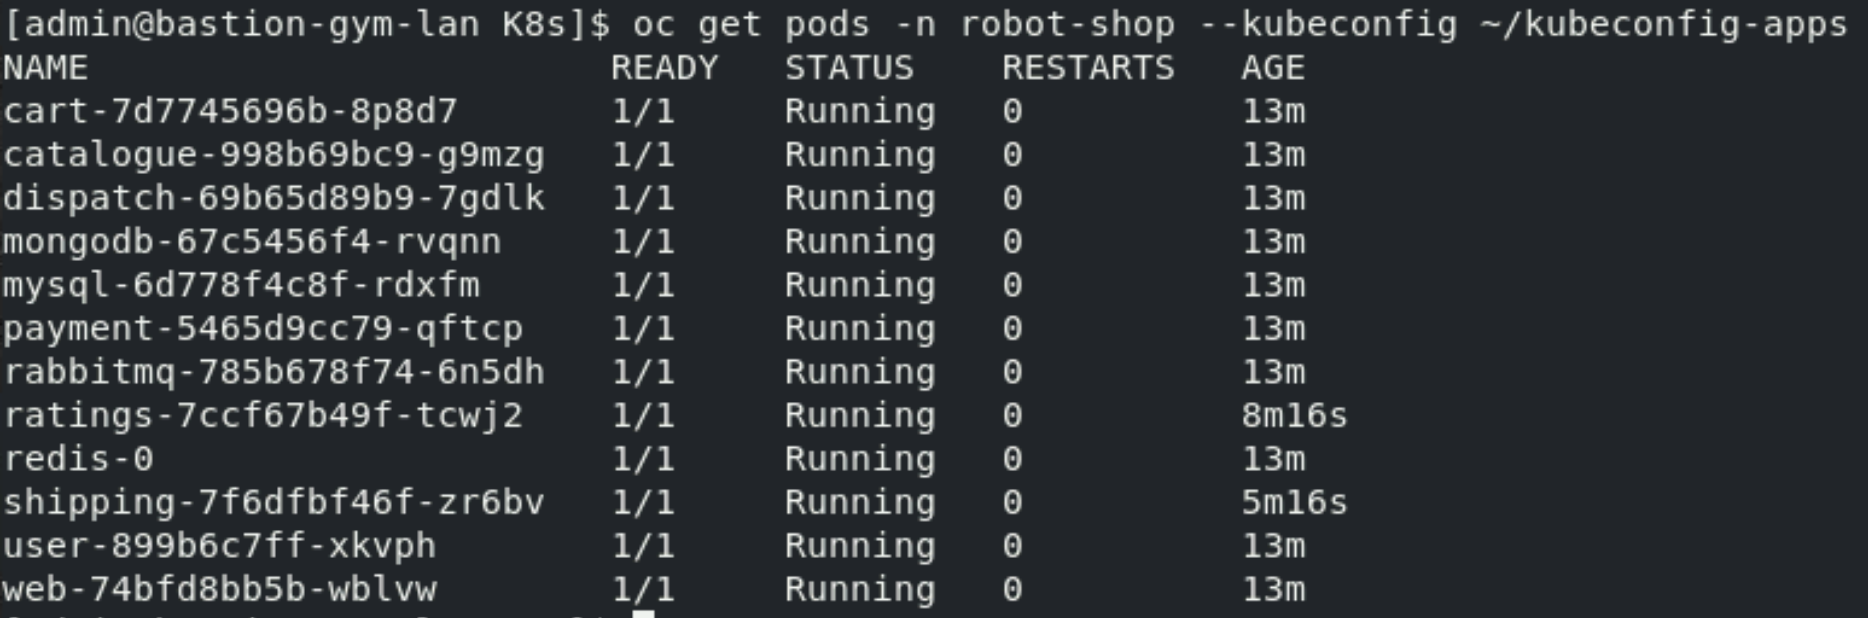 [admin@bastion-gym-lan K8s]$ oc get pods -n robot-shop --kubeconfig ~/kubeconfig-apps
NAME READY STATUS RESTARTS AGE
cart-7d7745696b-8p8d7 1/1 Running 0 13m
catalogue-998b69bc9-g9mzg 1/1 Running 0 13m
dispatch-69b65d89b9-7gdlk 1/1 Running 0 13m
mongodb-67c5456f4-rvqnn 1/1 Running 0 13m
mysql-6d778f4c8f-rdxfm 1/1 Running 0 13m
payment-5465d9cc79-qftcp 1/1 Running 0 13m
rabbitmq-785b678f74-6n5dh 1/1 Running 0 13m
ratings-7ccf67b49f-tcwj2 1/1 Running 0 8m16s
redis-0 1/1 Running 0 13m
shipping-7f6dfbf46f-zr6bv 1/1 Running 0 5m16s
user-899b6c7ff-xkvph 1/1 Running 0 13m
web-74bfd8bb5b-wblvw 1/1 Running 0 13m